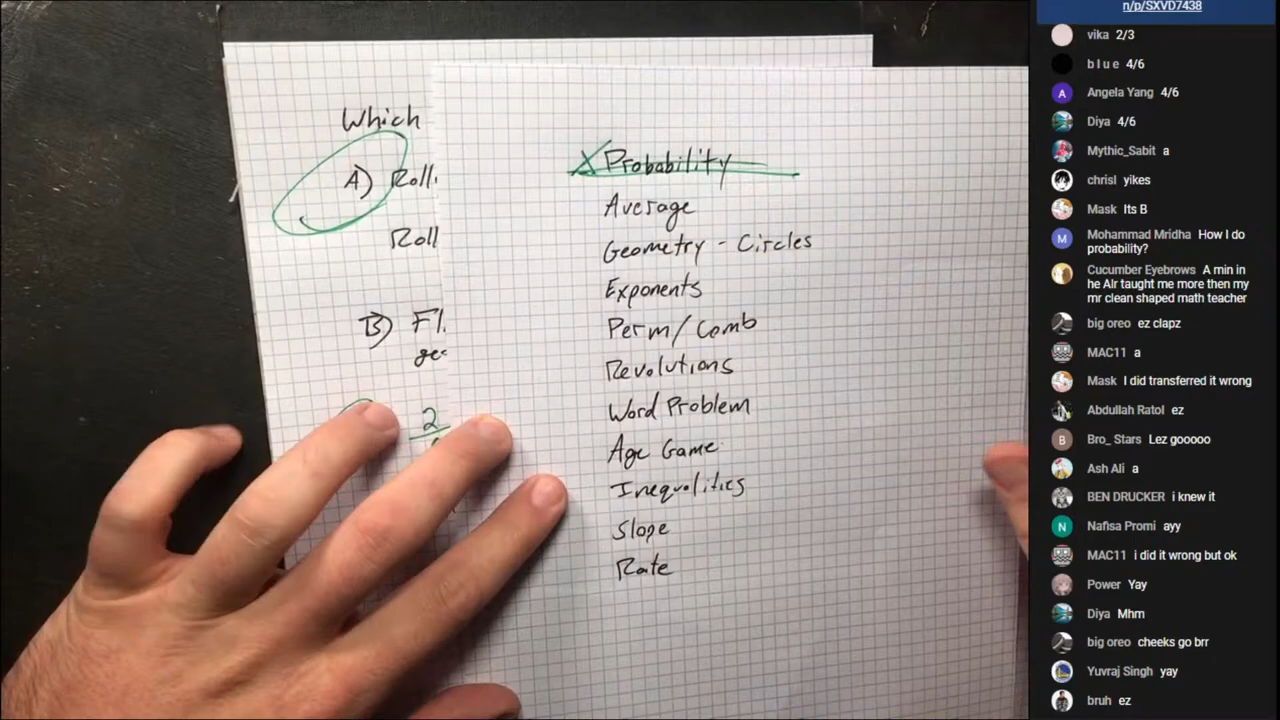 Which
A) Roll
Roll
B) Fl
ge
2
Probability
Average
Geometry - Circles
Exponents
Perm/Comb
Revolutions
Word Problem
Age Game
Inequalities
Slope
Rate
n/p/SXVD7438
vika 2/3
b l u e 4/6
A Angela Yang 4/6
Diya 4/6
Mythic_Sabit a
chrisl yikes
Mask Its B
M Mohammad Mridha How I do
probability?
Cucumber Eyebrows A min in
he Alr taught me more then my
mr clean shaped math teacher
big oreo ez clapz
MAC11 a
Mask I did transferred it wrong
Abdullah Ratol ez
B Bro_ Stars Lez gooooo
Ash Ali a
BEN DRUCKER i knew it
N Nafisa Promi ayy
MAC11 i did it wrong but ok
Power Yay
Diya Mhm
big oreo cheeks go brr
Yuvraj Singh yay
bruh ez